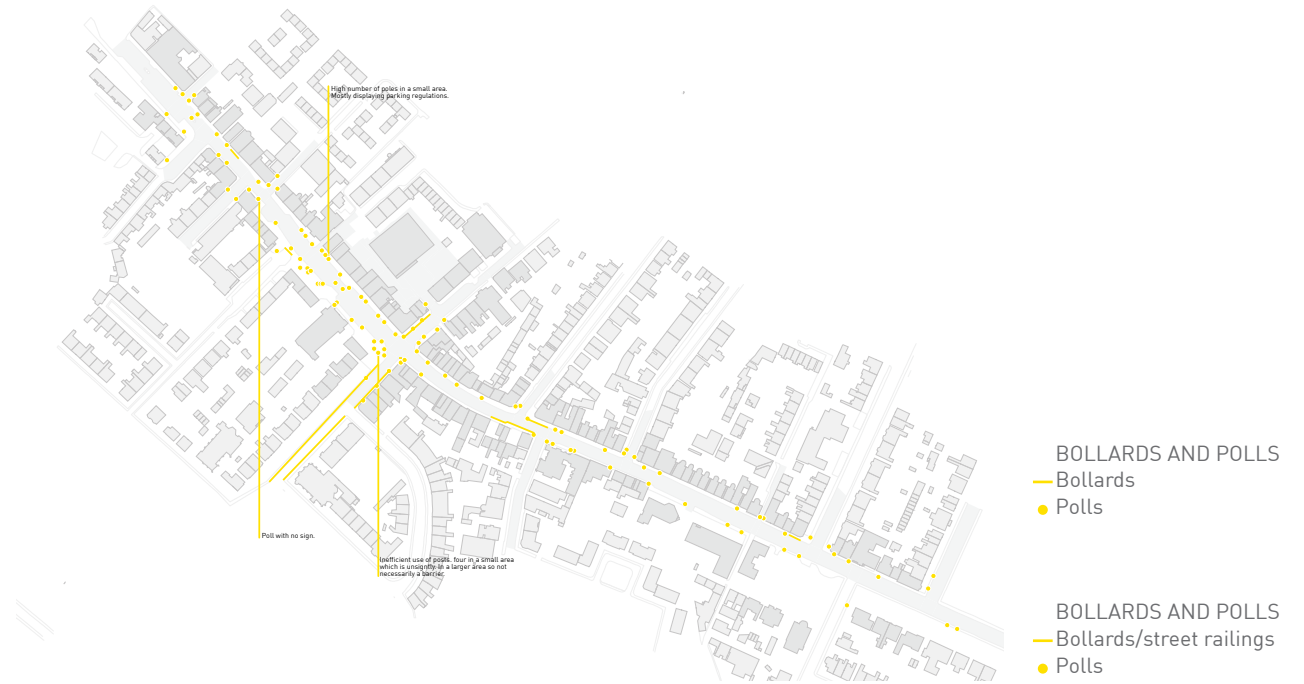 High number of poles in a small area.
Mostly displaying parking regulations.
Poll with no sign.
Inefficient use of posts. four in a small area
which is unsightly. In a larger area so not
necessarily a barrier.
BOLLARDS AND POLLS
Bollards
Polls
BOLLARDS AND POLLS
Bollards/street railings
Polls